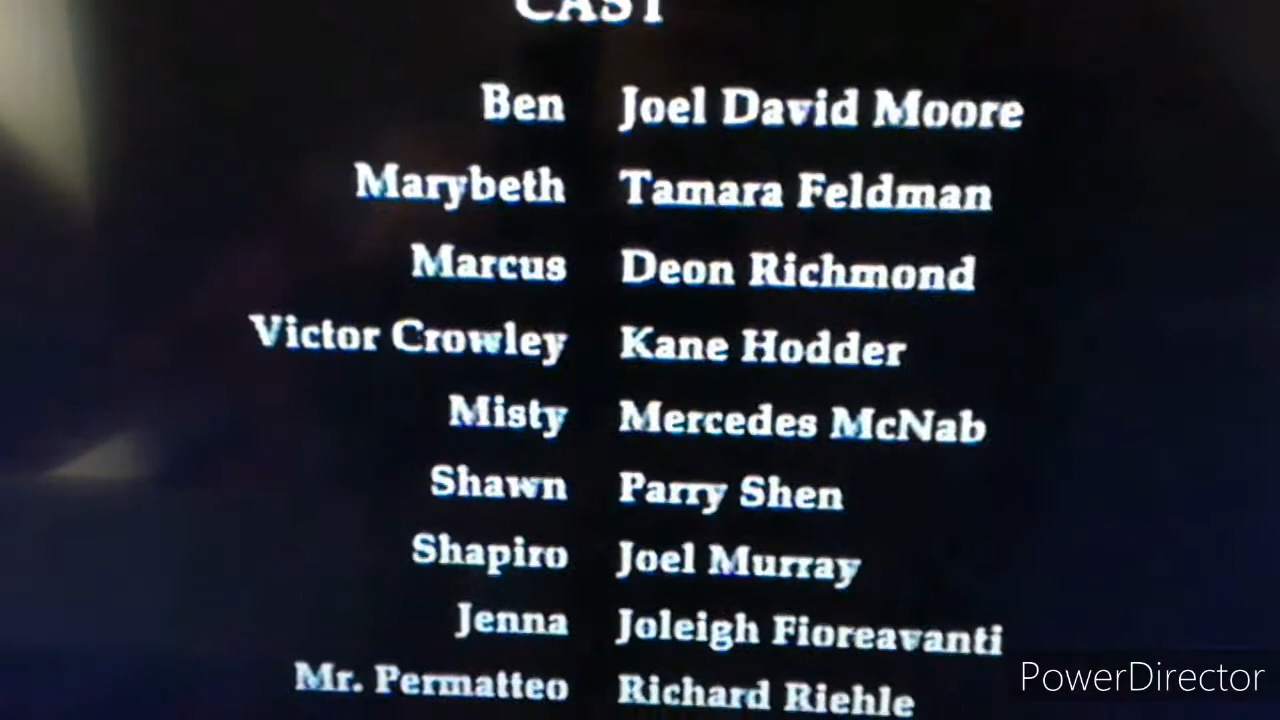 CAST
Ben Joel David Moore
Marybeth Tamara Feldman
Marcus Deon Richmond
Victor Crowley Kane Hodder
Misty Mercedes McNab
Shawn Parry Shen
Shapiro Joel Murray
Jenna Joleigh Fioreavanti
Mr. Permatteo Richard Riehle
PowerDirector